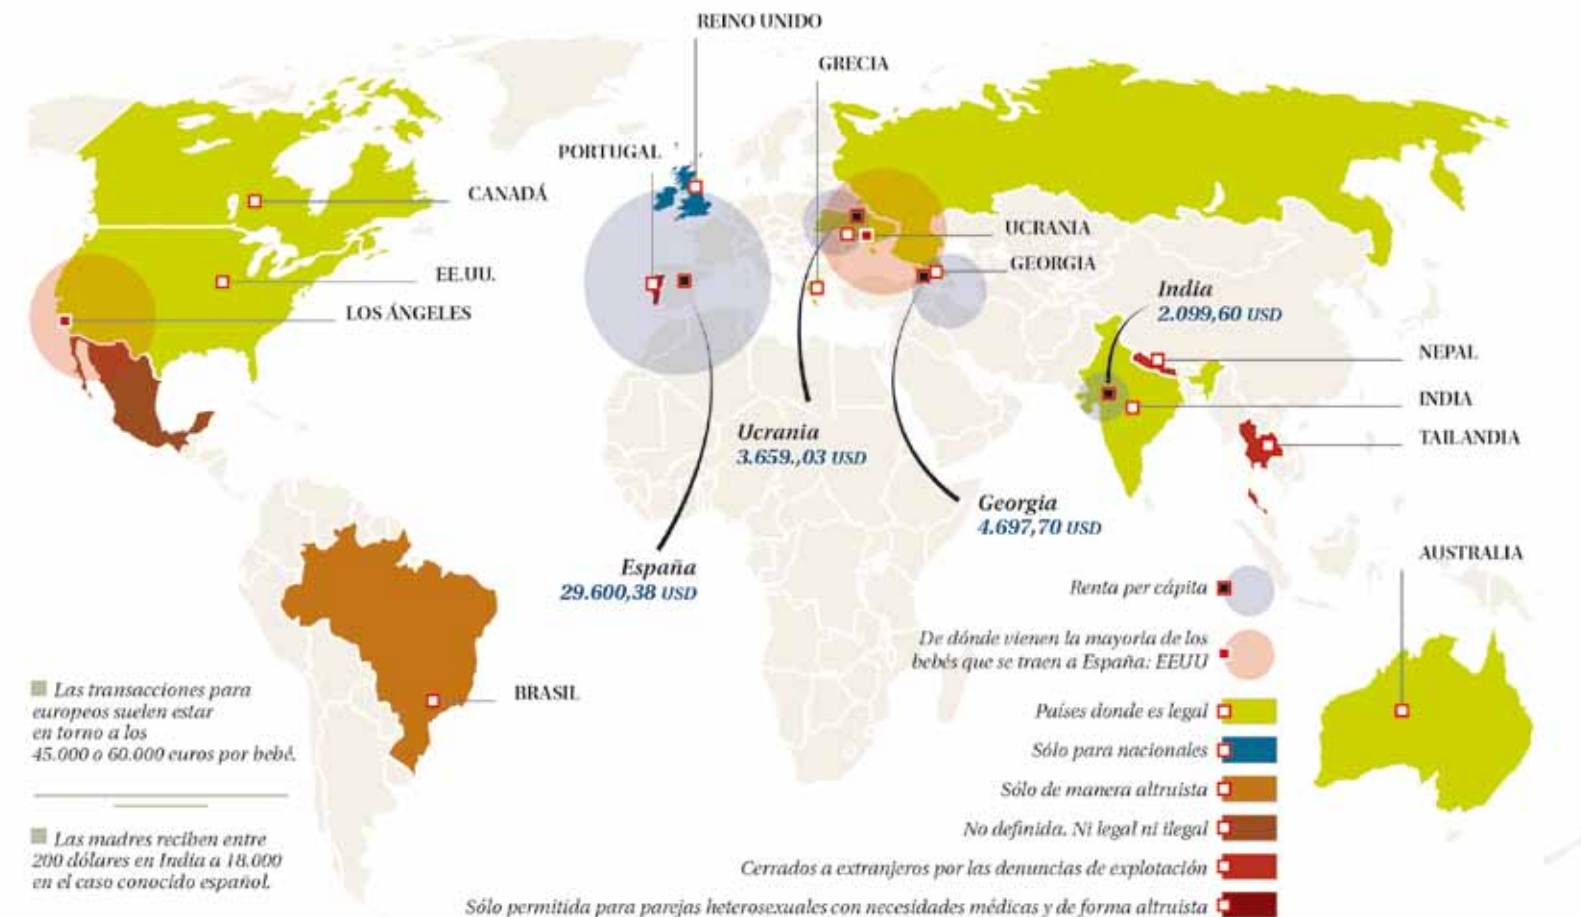 REINO UNIDO
GRECIA
PORTUGAL
CANADÁ
UCRANIA
GEORGIA
EE.UU.
LOS ÁNGELES
India
2.099,60 USD
NEPAL
INDIA
TAILANDIA
Ucrania
3.659.,03 USD
Georgia
4.697,70 USD
España
29.600,38 USD
AUSTRALIA
BRASIL
Las transacciones para
europeos suelen estar
en torno a los
45.000 o 60.000 euros por bebé.
Las madres reciben entre
200 dólares en India a 18.000
en el caso conocido español.
Renta per cápita
De dónde vienen la mayoria de los
bebés que se traen a España: EEUU
Países donde es legal
Sólo para nacionales
Sólo de manera altruista
No definida. Ni legal ni ilegal
Cerrados a extranjeros por las denuncias de explotación
Sólo permitida para parejas heterosexuales con necesidades médicas y de forma altruista